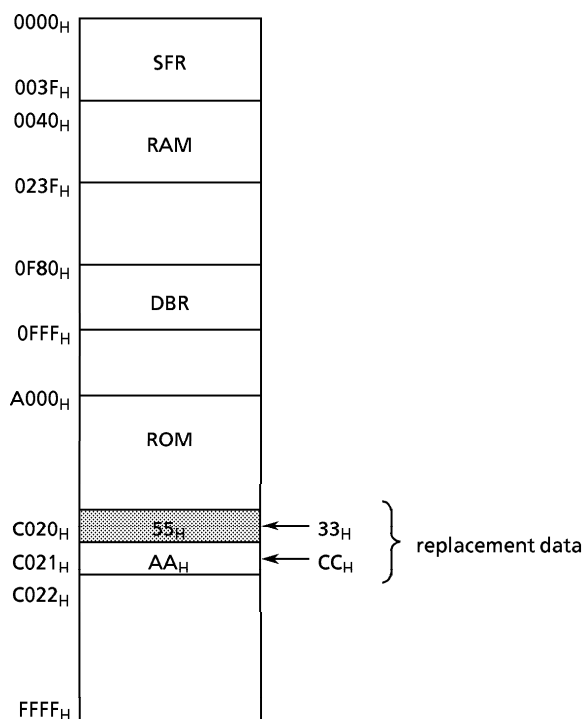 0000H
SFR
003FH
0040H
RAM
023FH
0F80H
DBR
0FFFH
A000H
ROM
C020H 55H 33H
replacement data
C021H AAH CCH
C022H
FFFFH